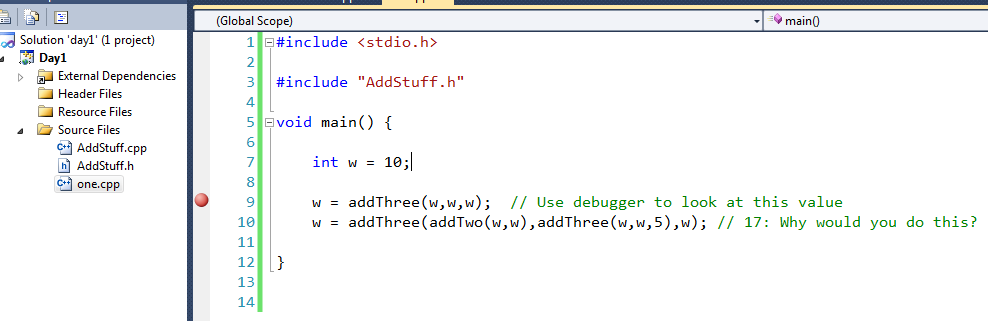 (Global Scope)
main()
Solution 'day1' (1 project)
Day1
External Dependencies
Header Files
Resource Files
Source Files
AddStuff.cpp
AddStuff.h
one.cpp
1 #include <stdio.h>
2
3 #include "AddStuff.h"
4
5 void main() {
6
7 int w = 10;
8
9 w = addThree(w,w,w); // Use debugger to look at this value
10 w = addThree(addTwo(w,w),addThree(w,w,5),w); // 17: Why would you do this?
11
12 }
13
14